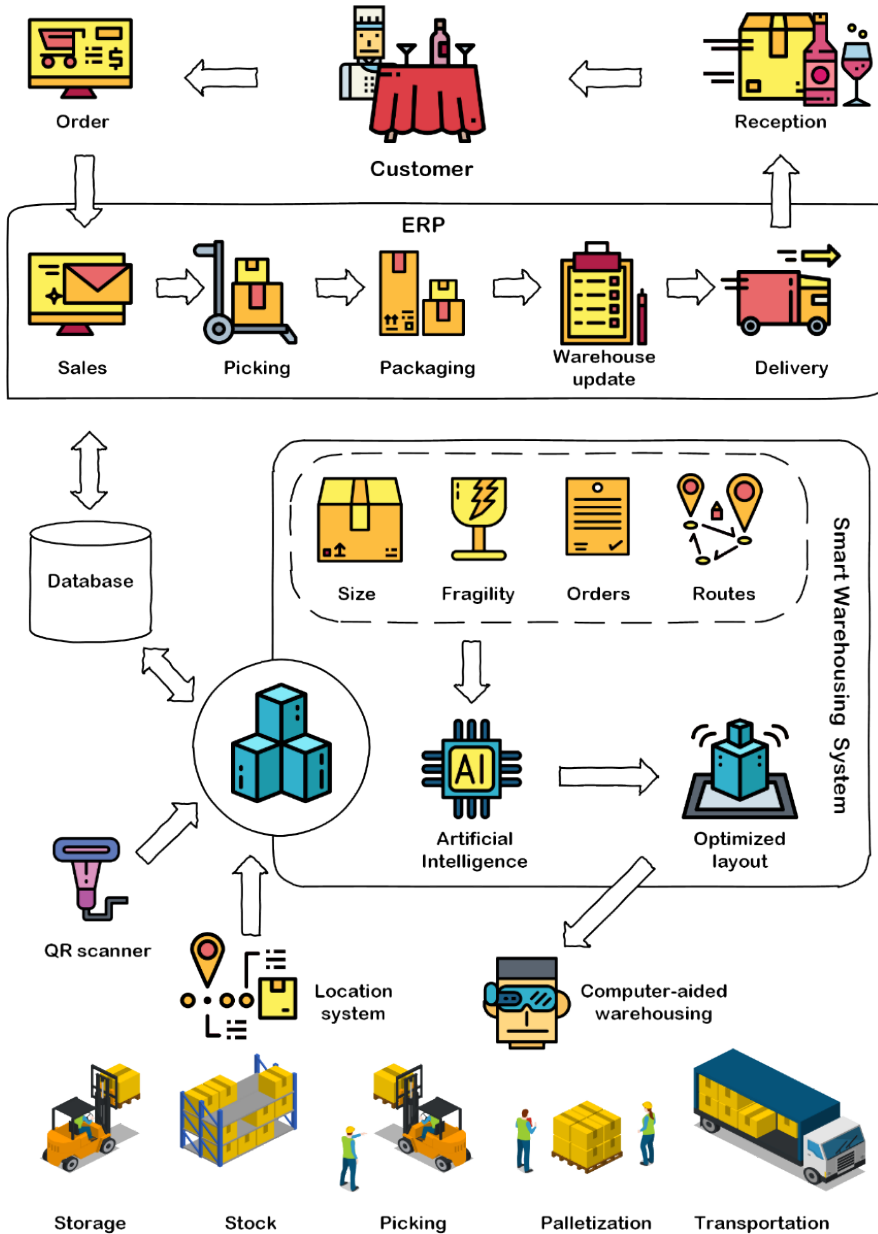 Order
Customer
Reception
ERP
Sales
Picking
Packaging
Warehouse
update
Delivery
Database
Size
Fragility
Orders
Routes
Smart Warehousing System
AI
Artificial
Intelligence
Optimized
layout
QR scanner
Location
system
Computer-aided
warehousing
Storage
Stock
Picking
Palletization
Transportation